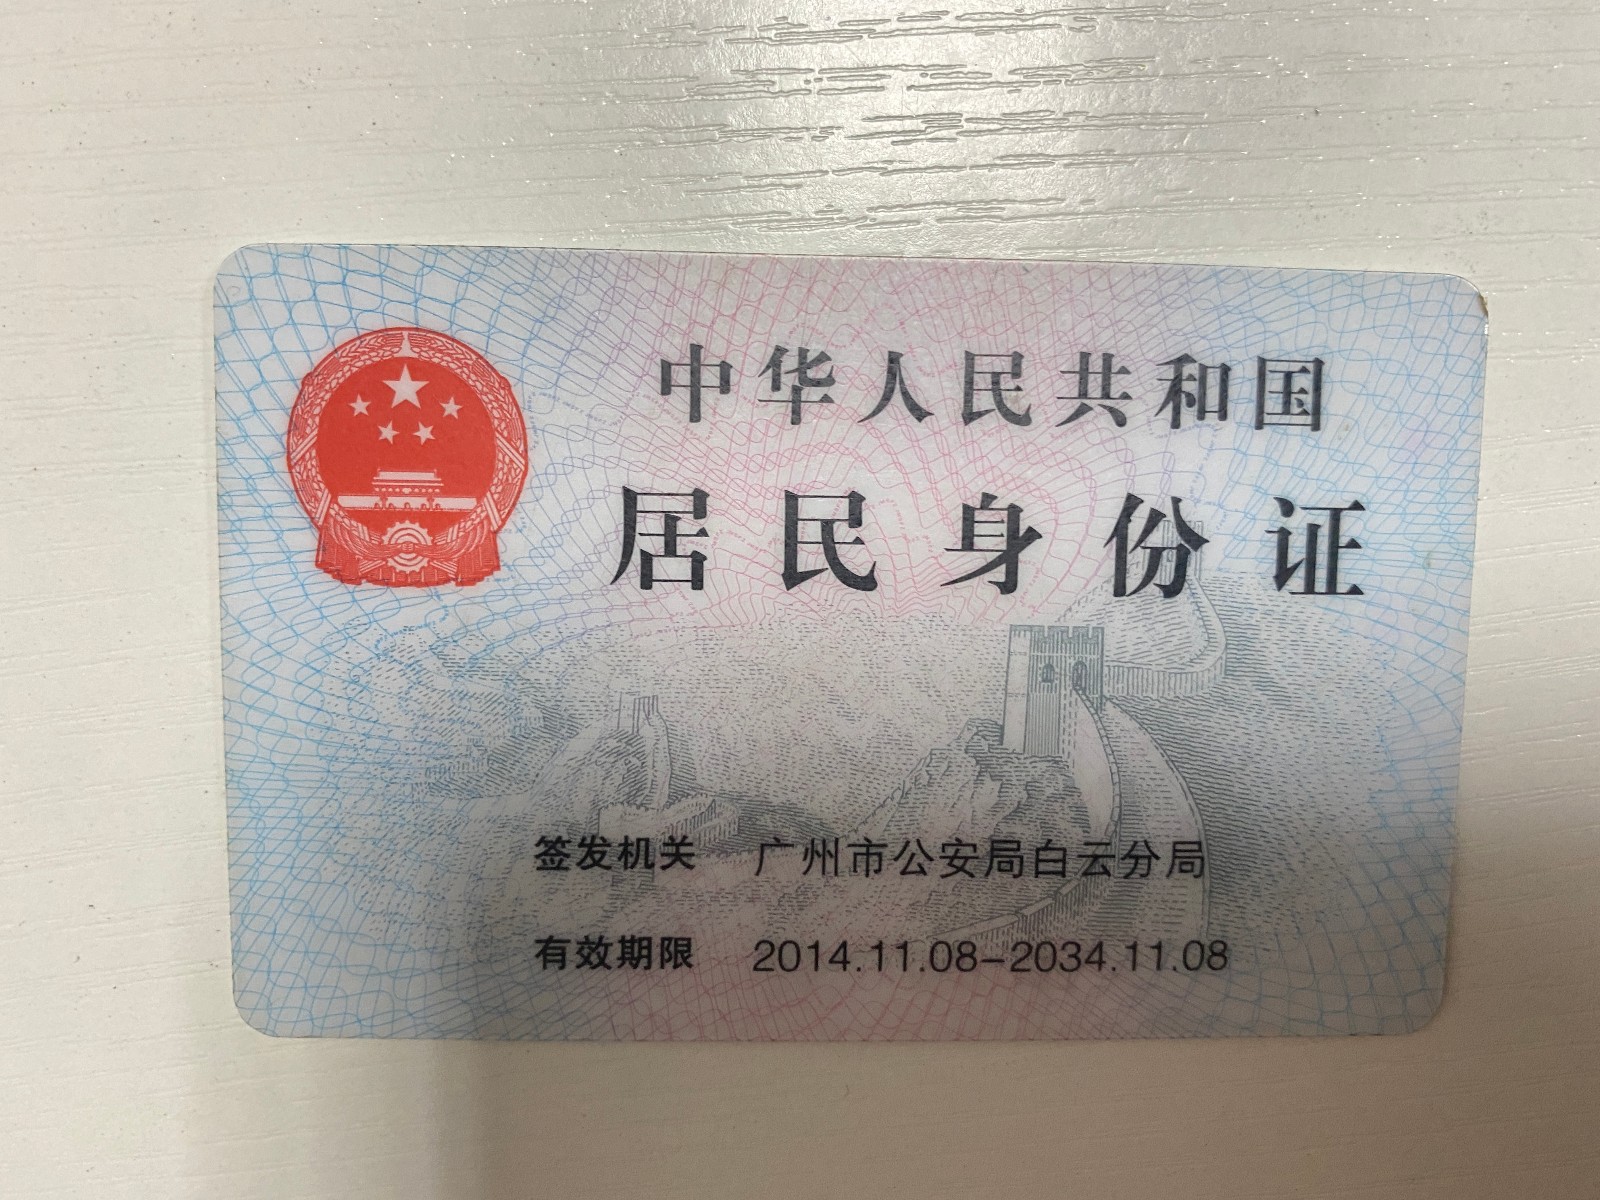 中华人民共和国
居民身份证
签发机关 广州市公安局白云分局
有效期限 2014.11.08-2034.11.08